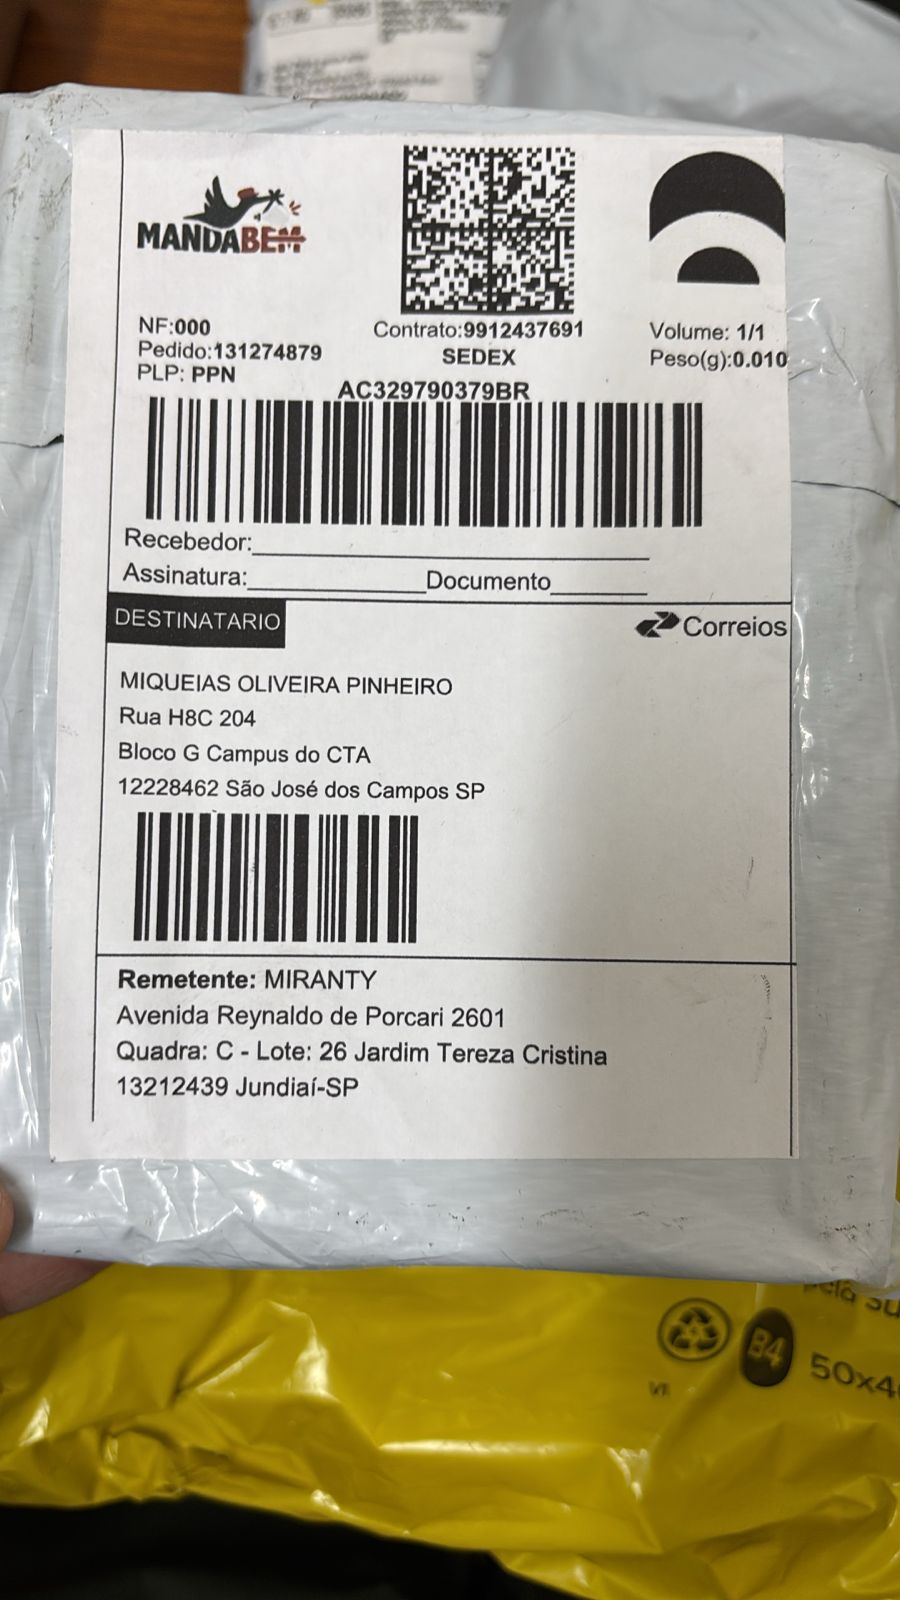 MANDABEM
NF:000
Pedido:131274879
PLP: PPN
Contrato:9912437691
SEDEX
Volume: 1/1
Peso(g):0.010
AC329790379BR
Recebedor:
Assinatura: Documento
DESTINATARIO
Correios
MIQUEIAS OLIVEIRA PINHEIRO
Rua H8C 204
Bloco G Campus do CTA
12228462 São José dos Campos SP
Remetente: MIRANTY
Avenida Reynaldo de Porcari 2601
Quadra: C - Lote: 26 Jardim Tereza Cristina
13212439 Jundiaí-SP
B4